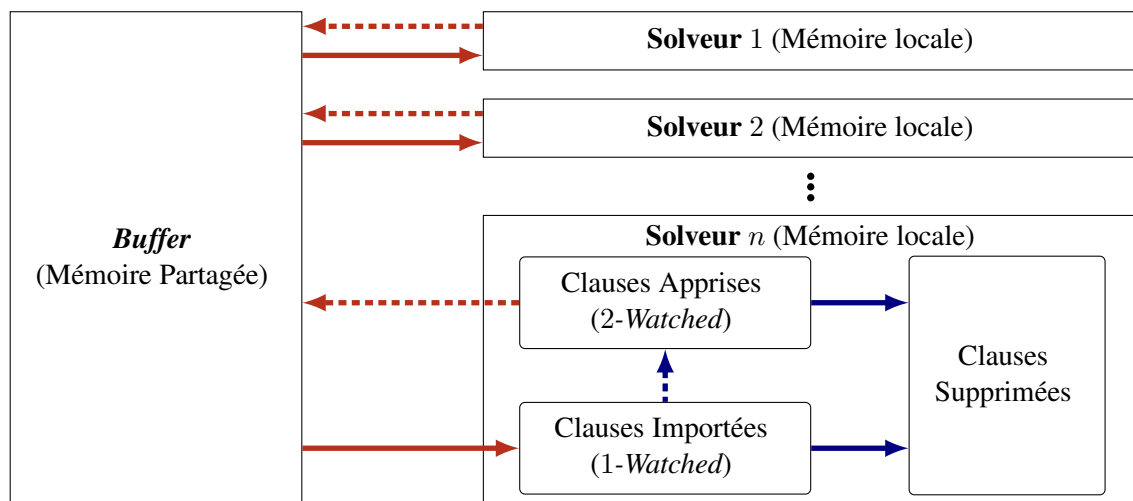 Solveur 1 (Mémoire locale)
Solveur 2 (Mémoire locale)
Buffer
(Mémoire Partagée)
Solveur n (Mémoire locale)
Clauses Apprises
(2-Watched)
Clauses Importées
(1-Watched)
Clauses
Supprimées